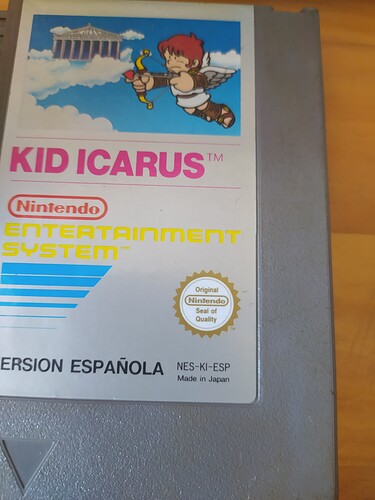 KID ICARUS™
Nintendo
ENTERTAINMENT
SYSTEM™
Original
Nintendo
Seal of
Quality
ERSION ESPAÑOLA
NES-KI-ESP
Made in Japan